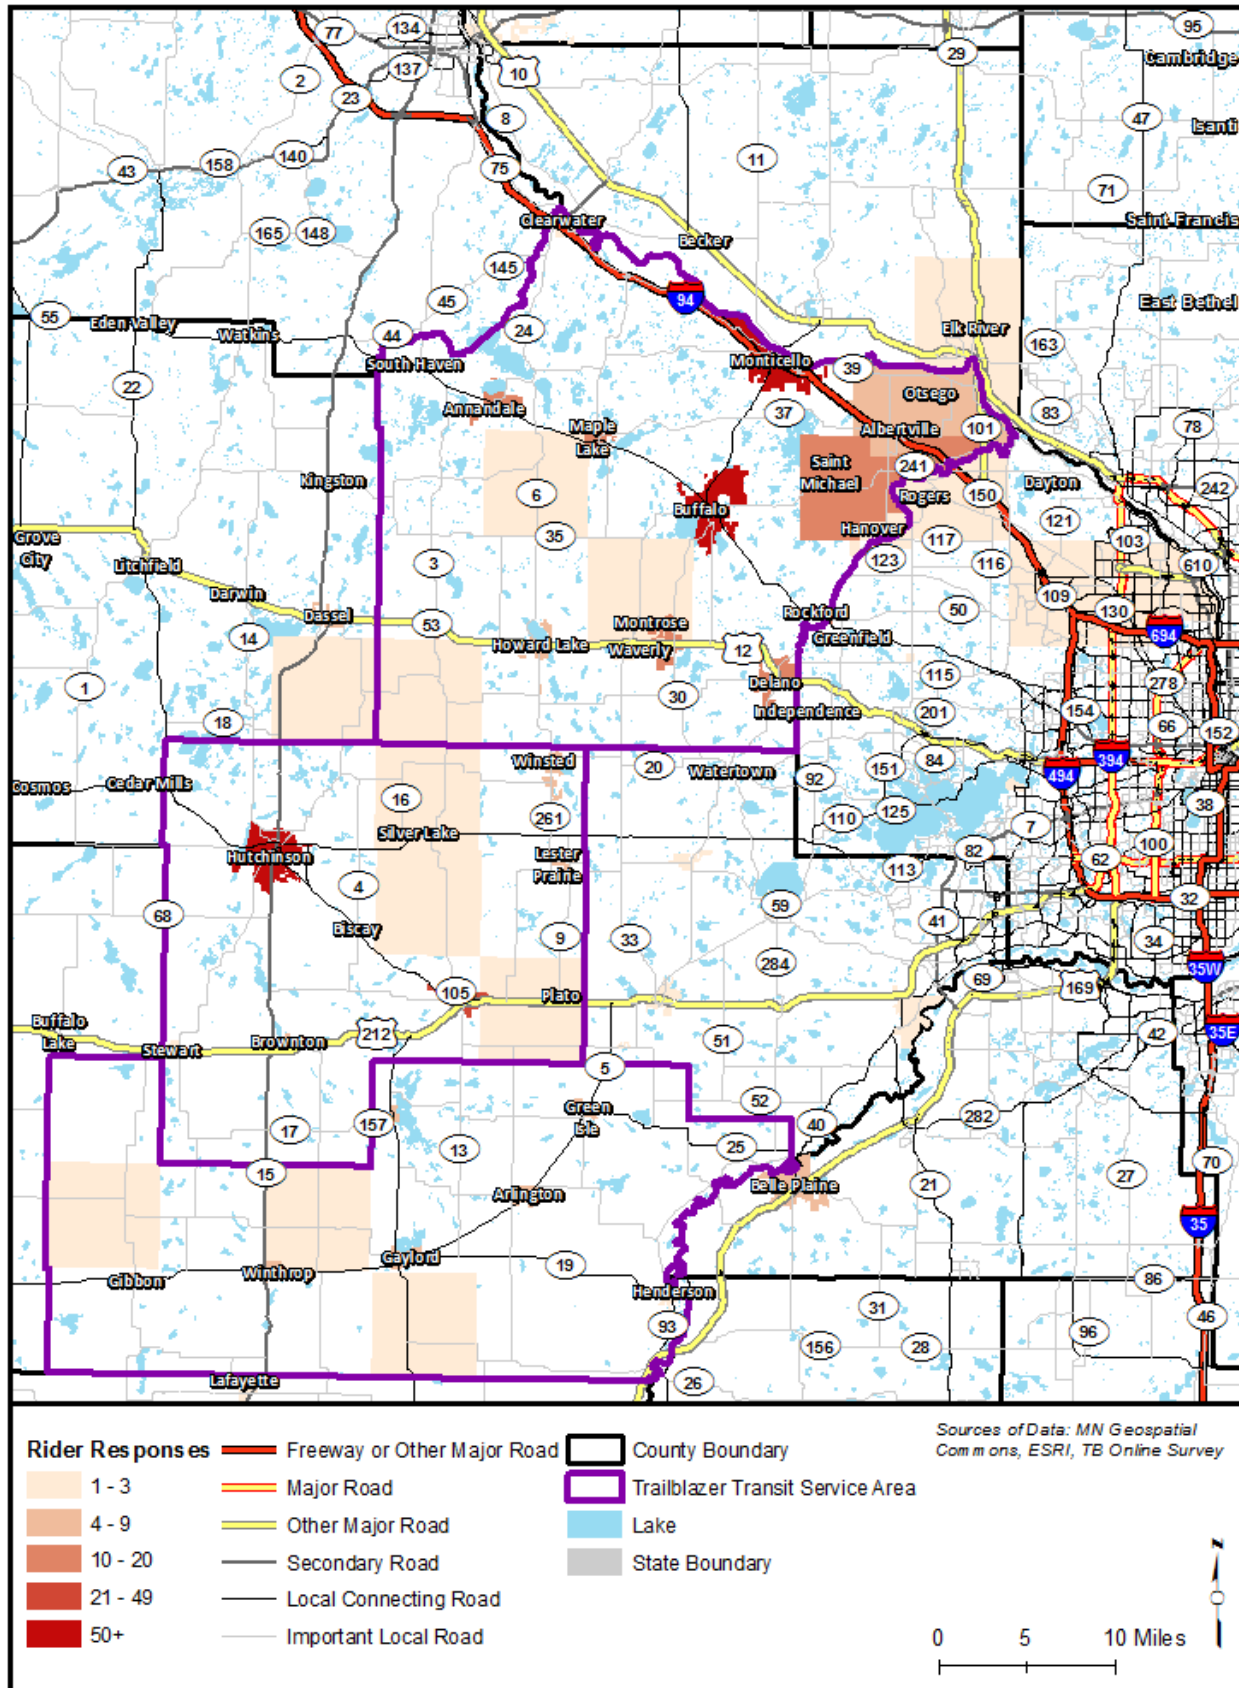 77
134
95
29
Cambridge
137
10
2
23
47
8
Isanti
140
11
158
43
75
71
Clearwater
Saint Francis
165
148
Becker
145
94
45
East Bethel
55
Eden Valley
24
Elk River
44
Watkins
163
South Haven
Monticello
39
22
Otsego
Annandale
37
83
Maple
Lake
Albertville
101
78
Saint
Michael
241
Kingston
Dayton
242
6
Rogers
150
Buffalo
121
Grove
City
35
Hanover
117
103
Litchfield
3
123
116
610
Darwin
109
Dassel
Rockford
50
130
53
Montrose
694
14
Greenfield
Howard Lake
Waverly
12
115
1
Delano
278
30
Independence
201
154
66
18
152
Winsted
84
20
Watertown
151
394
92
494
Cosmos
Cedar Mills
16
38
261
110
125
7
Silver Lake
100
Hutchinson
Lester
Prairie
82
62
113
4
32
59
68
41
Biscay
9
33
34
284
35W
105
Plato
69
169
Buffalo
Lake
212
35E
Stewart
Brownton
51
42
5
52
Green
Isle
282
157
40
17
13
25
70
15
27
Belle Plaine
21
Arlington
35
Gaylord
19
Gibbon
Winthrop
86
Henderson
31
46
93
96
156
28
Lafayette
26
Rider Responses
1 - 3
4 - 9
10 - 20
21 - 49
50+
Freeway or Other Major Road
Major Road
Other Major Road
Secondary Road
Local Connecting Road
Important Local Road
County Boundary
Trailblazer Transit Service Area
Lake
State Boundary
Sources of Data: MN Geospatial
Commons, ESRI, TB Online Survey
N
0 5 10 Miles